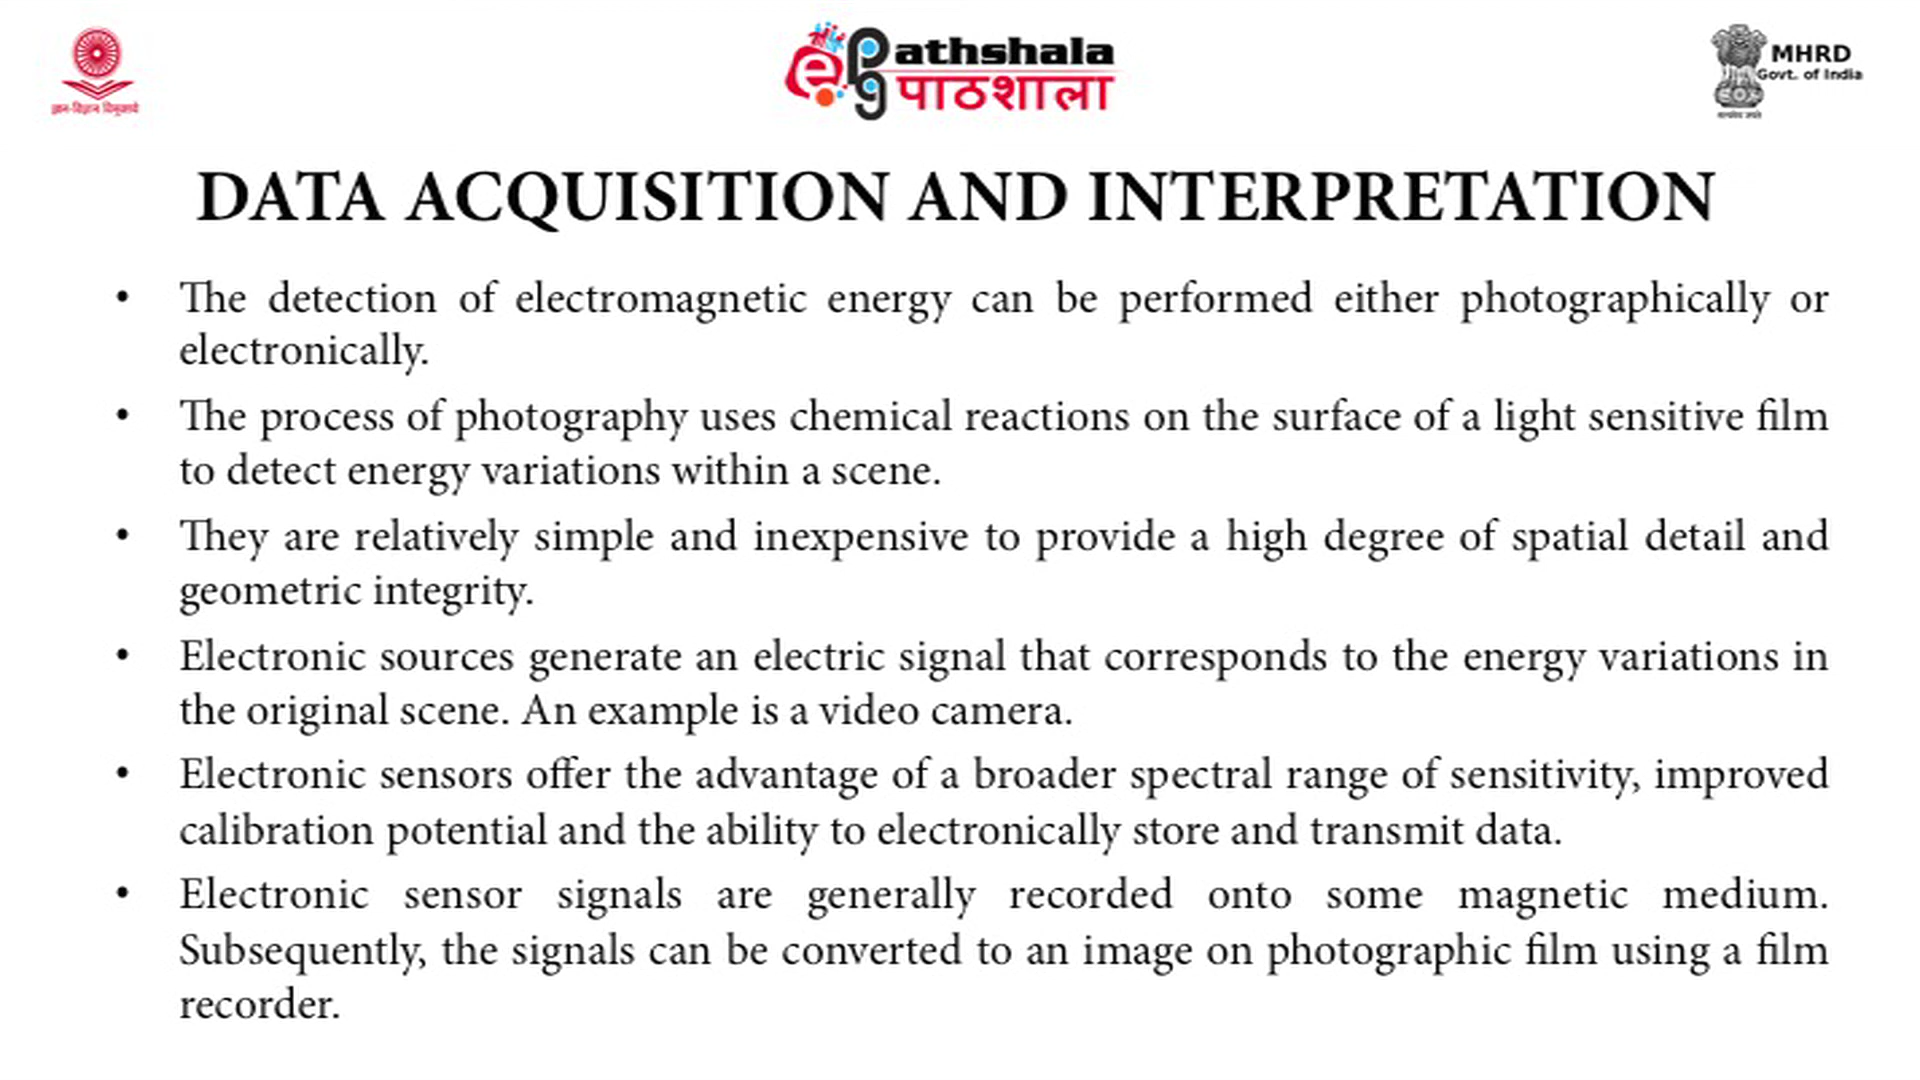 ज्ञान-विज्ञान विमुक्तये
e pg athshala
पाठशाला
MHRD
Govt. of India
सत्यमेव जयते
DATA ACQUISITION AND INTERPRETATION
• The detection of electromagnetic energy can be performed either photographically or
electronically.
• The process of photography uses chemical reactions on the surface of a light sensitive film
to detect energy variations within a scene.
• They are relatively simple and inexpensive to provide a high degree of spatial detail and
geometric integrity.
• Electronic sources generate an electric signal that corresponds to the energy variations in
the original scene. An example is a video camera.
• Electronic sensors offer the advantage of a broader spectral range of sensitivity, improved
calibration potential and the ability to electronically store and transmit data.
• Electronic sensor signals are generally recorded onto some magnetic medium.
Subsequently, the signals can be converted to an image on photographic film using a film
recorder.